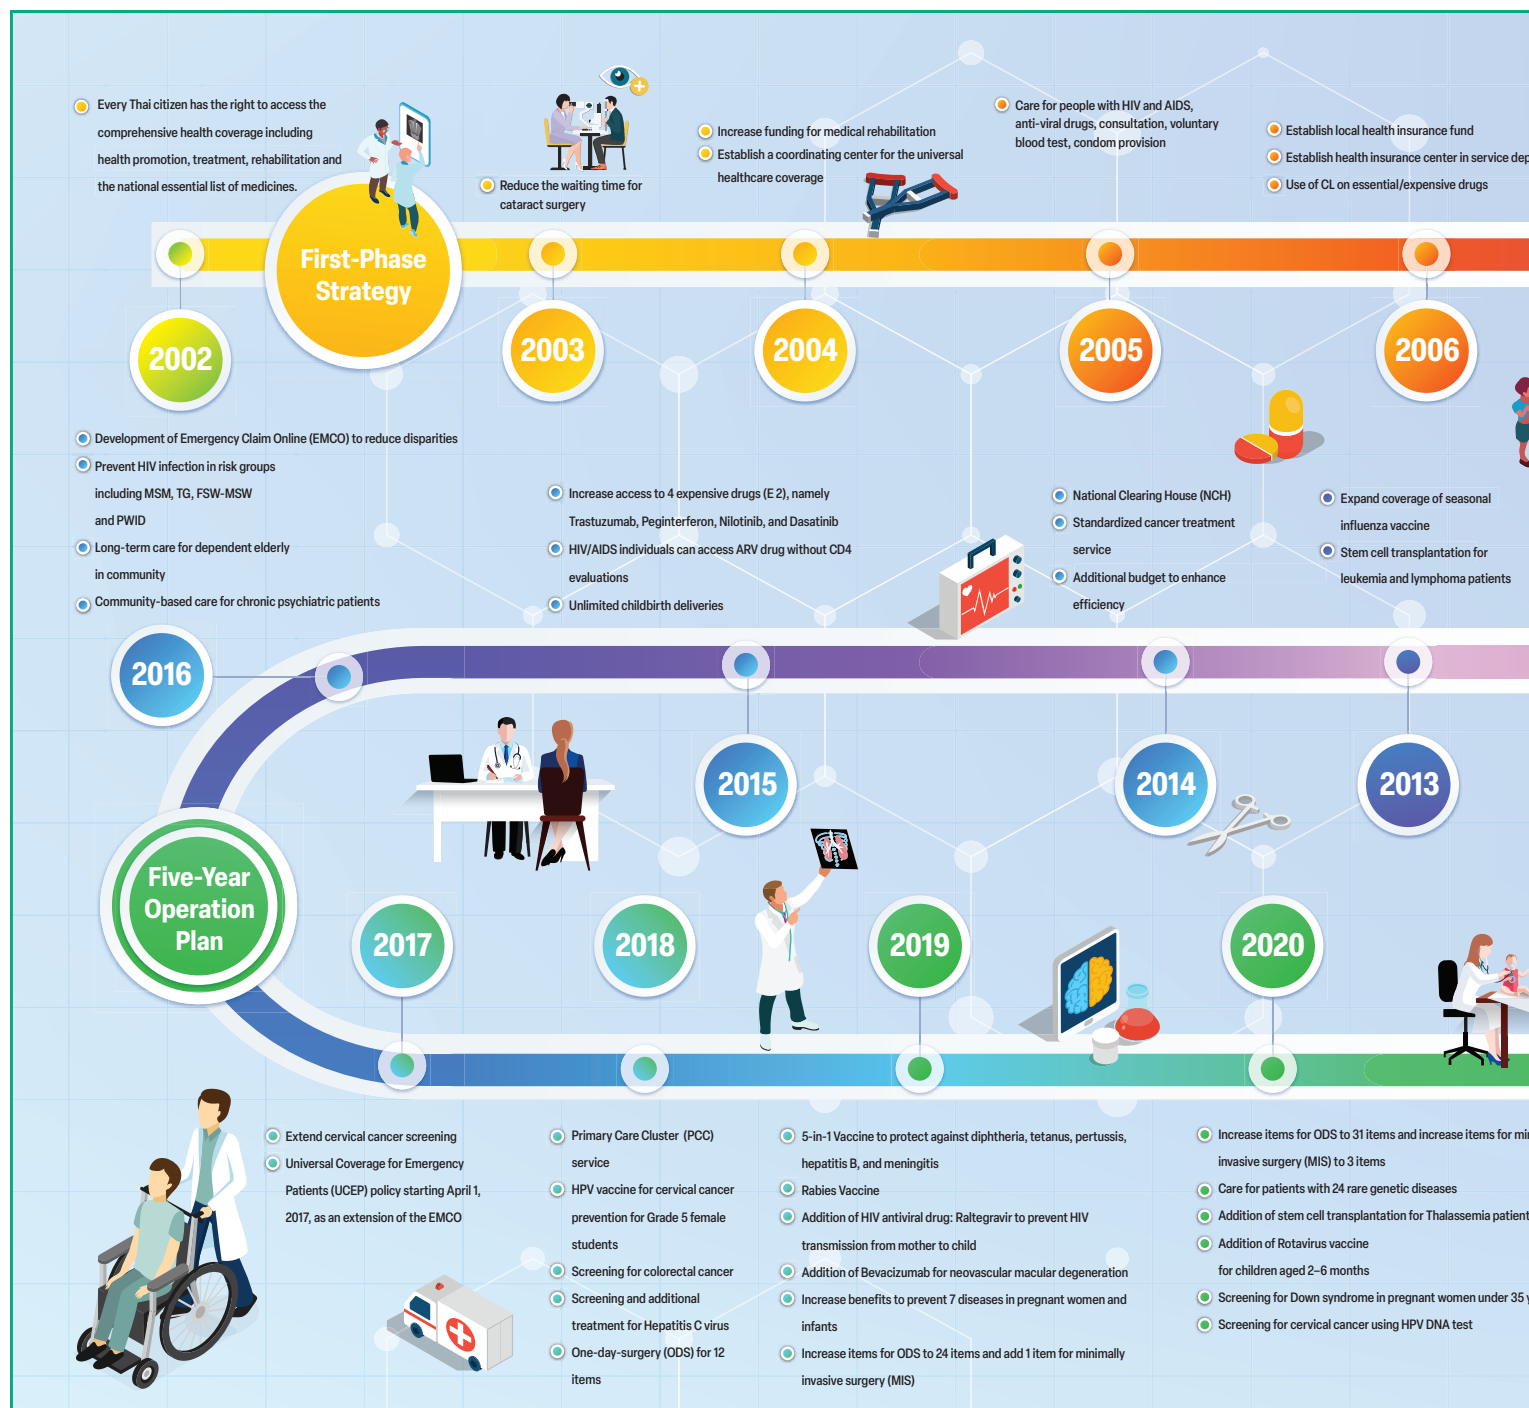 Every Thai citizen has the right to access the
comprehensive health coverage including
health promotion, treatment, rehabilitation and
the national essential list of medicines.
Reduce the waiting time for
cataract surgery
Increase funding for medical rehabilitation
Establish a coordinating center for the universal
healthcare coverage
Care for people with HIV and AIDS,
anti-viral drugs, consultation, voluntary
blood test, condom provision
Establish local health insurance fund
Establish health insurance center in service
Use of CL on essential/expensive drugs
First-Phase
Strategy
2002
2003
2004
2005
2006
Development of Emergency Claim Online (EMCO) to reduce disparities
Prevent HIV infection in risk groups
including MSM, TG, FSW-MSW
and PWID
Long-term care for dependent elderly
in community
Community-based care for chronic psychiatric patients
Increase access to 4 expensive drugs (E 2), namely
Trastuzumab, Peginterferon, Nilotinib, and Dasatinib
HIV/AIDS individuals can access ARV drug without CD4
evaluations
Unlimited childbirth deliveries
National Clearing House (NCH)
Standardized cancer treatment
service
Additional budget to enhance
efficiency
Expand coverage of seasonal
influenza vaccine
Stem cell transplantation for
leukemia and lymphoma patients
2016
2015
2014
2013
Five-Year
Operation
Plan
2017
2018
2019
2020
Extend cervical cancer screening
Universal Coverage for Emergency
Patients (UCEP) policy starting April 1,
2017, as an extension of the EMCO
Primary Care Cluster (PCC)
service
HPV vaccine for cervical cancer
prevention for Grade 5 female
students
Screening for colorectal cancer
Screening and additional
treatment for Hepatitis C virus
One-day-surgery (ODS) for 12
items
5-in-1 Vaccine to protect against diphtheria, tetanus, pertussis,
hepatitis B, and meningitis
Rabies Vaccine
Addition of HIV antiviral drug: Raltegravir to prevent HIV
transmission from mother to child
Addition of Bevacizumab for neovascular macular degeneration
Increase benefits to prevent 7 diseases in pregnant women and
infants
Increase items for ODS to 24 items and add 1 item for minimally
invasive surgery (MIS)
Increase items for ODS to 31 items and increase items for
invasive surgery (MIS) to 3 items
Care for patients with 24 rare genetic diseases
Addition of stem cell transplantation for Thalassemia patient
Addition of Rotavirus vaccine
for children aged 2–6 months
Screening for Down syndrome in pregnant women under 35
Screening for cervical cancer using HPV DNA test